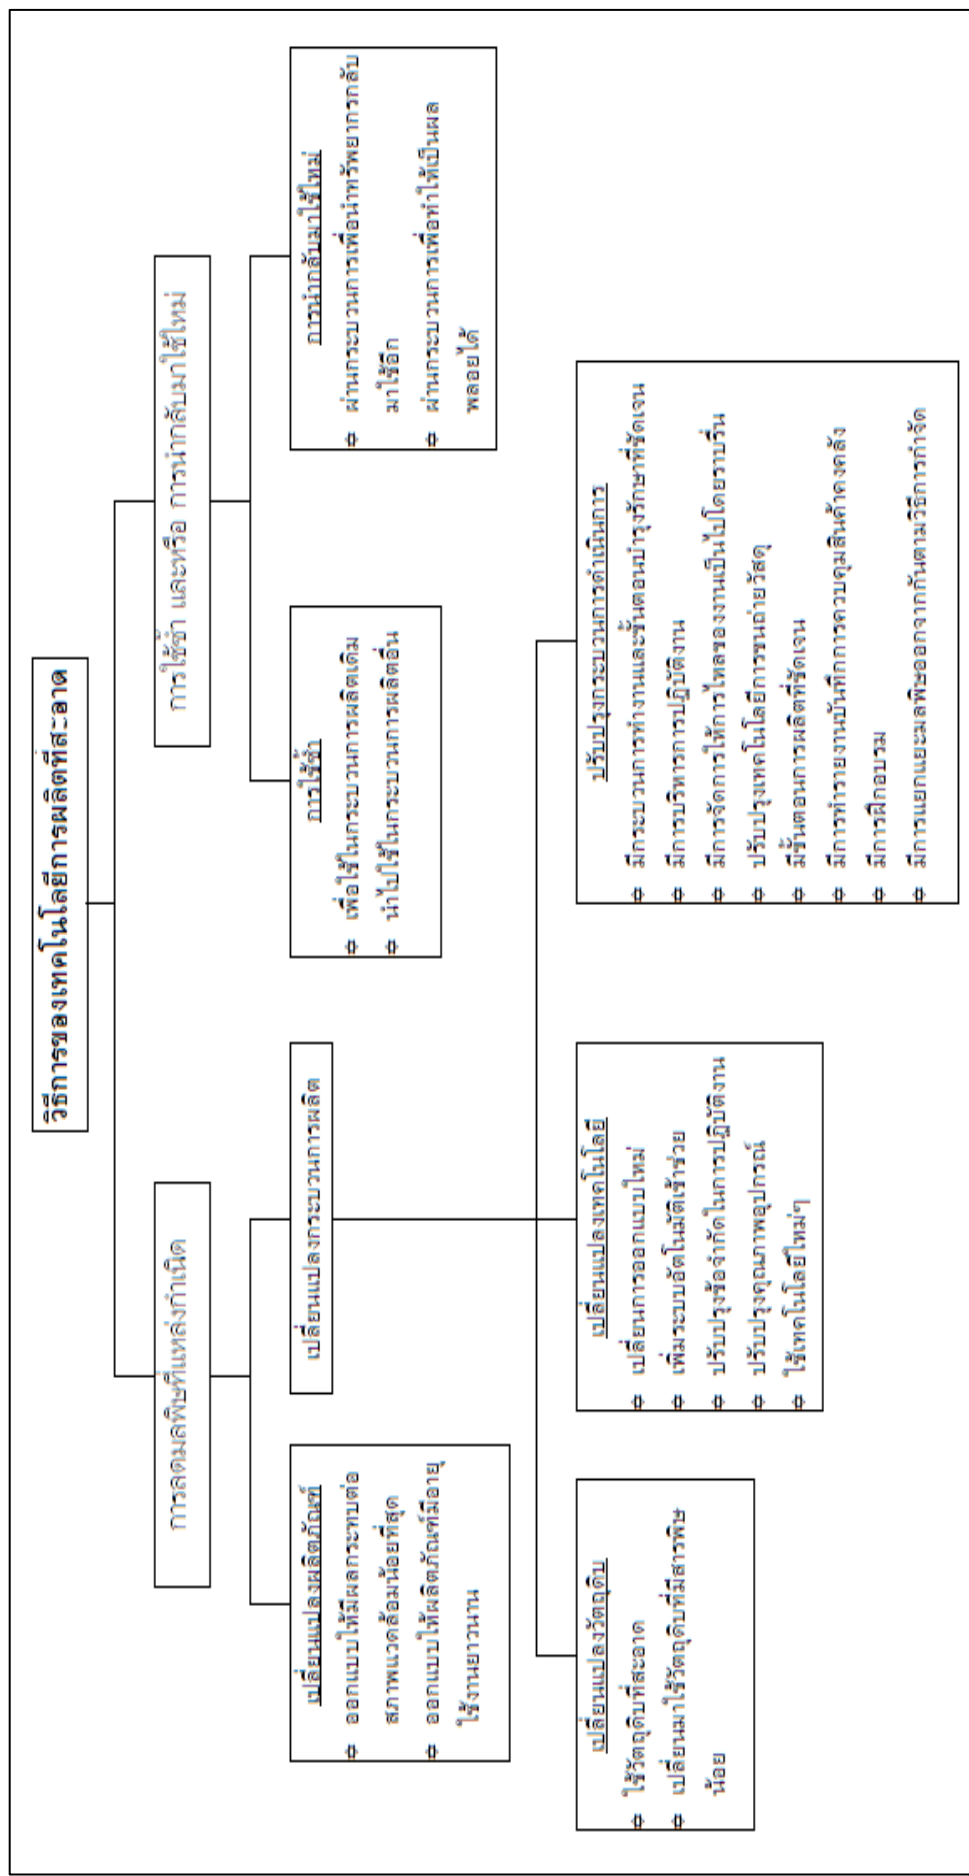 วิธีการของเทคโนโลยีการผลิตที่สะอาด
การลดมลพิษที่แหล่งกำเนิด
การใช้ซ้ำ และหรือ การนำกลับมาใช้ใหม่
เปลี่ยนแปลงผลิตภัณฑ์
✡ ออกแบบให้มีผลกระทบต่อ
สภาพแวดล้อมน้อยที่สุด
✡ ออกแบบให้ผลิตภัณฑ์มีอายุ
ใช้งานยาวนาน
เปลี่ยนแปลงกระบวนการผลิต
การใช้ซ้ำ
✡ เพื่อใช้ในกระบวนการผลิตเดิม
✡ นำไปใช้ในกระบวนการผลิตอื่น
การนำกลับมาใช้ใหม่
✡ ผ่านกระบวนการเพื่อนำทรัพยากรกลับ
มาใช้อีก
✡ ผ่านกระบวนการเพื่อทำให้เป็นผล
พลอยได้
เปลี่ยนแปลงวัตถุดิบ
✡ ใช้วัตถุดิบที่สะอาด
✡ เปลี่ยนมาใช้วัตถุดิบที่มีสารพิษ
น้อย
เปลี่ยนแปลงเทคโนโลยี
✡ เปลี่ยนการออกแบบใหม่
✡ เพิ่มระบบอัตโนมัติเข้าช่วย
✡ ปรับปรุงข้อจำกัดในการปฏิบัติงาน
✡ ปรับปรุงคุณภาพอุปกรณ์
✡ ใช้เทคโนโลยีใหม่ๆ
ปรับปรุงกระบวนการดำเนินการ
✡ มีกระบวนการทำงานและขั้นตอนบำรุงรักษาที่ชัดเจน
✡ มีการบริหารการปฏิบัติงาน
✡ มีการจัดการให้การไหลของงานเป็นไปโดยราบรื่น
✡ ปรับปรุงเทคโนโลยีการขนถ่ายวัสดุ
✡ มีขั้นตอนการผลิตที่ชัดเจน
✡ มีการทำรายงานบันทึกการควบคุมสินค้าคงคลัง
✡ มีการฝึกอบรม
✡ มีการแยกแยะมลพิษออกจากกันตามวิธีการกำจัด